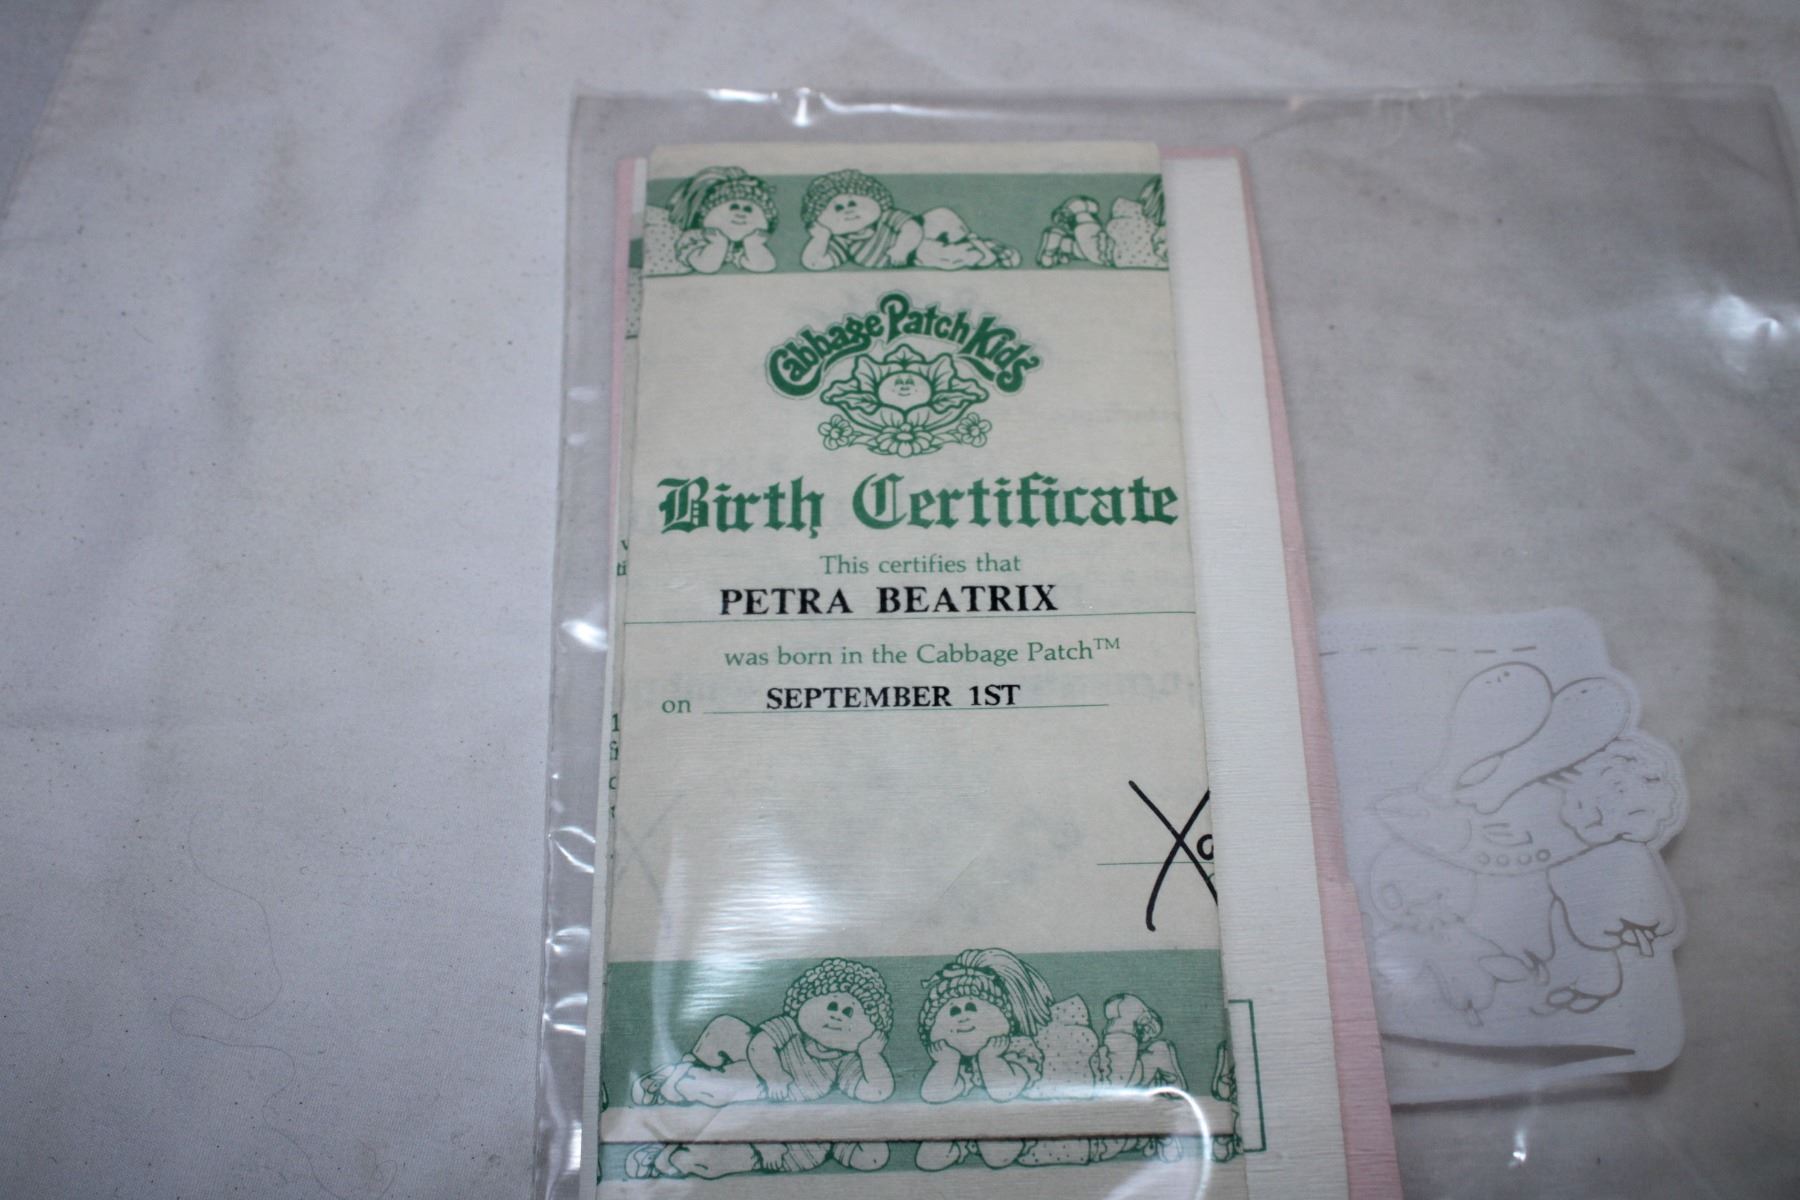 Cabbage Patch Kids
Birth Certificate
This certifies that
PETRA BEATRIX
was born in the Cabbage Patch™
on SEPTEMBER 1ST